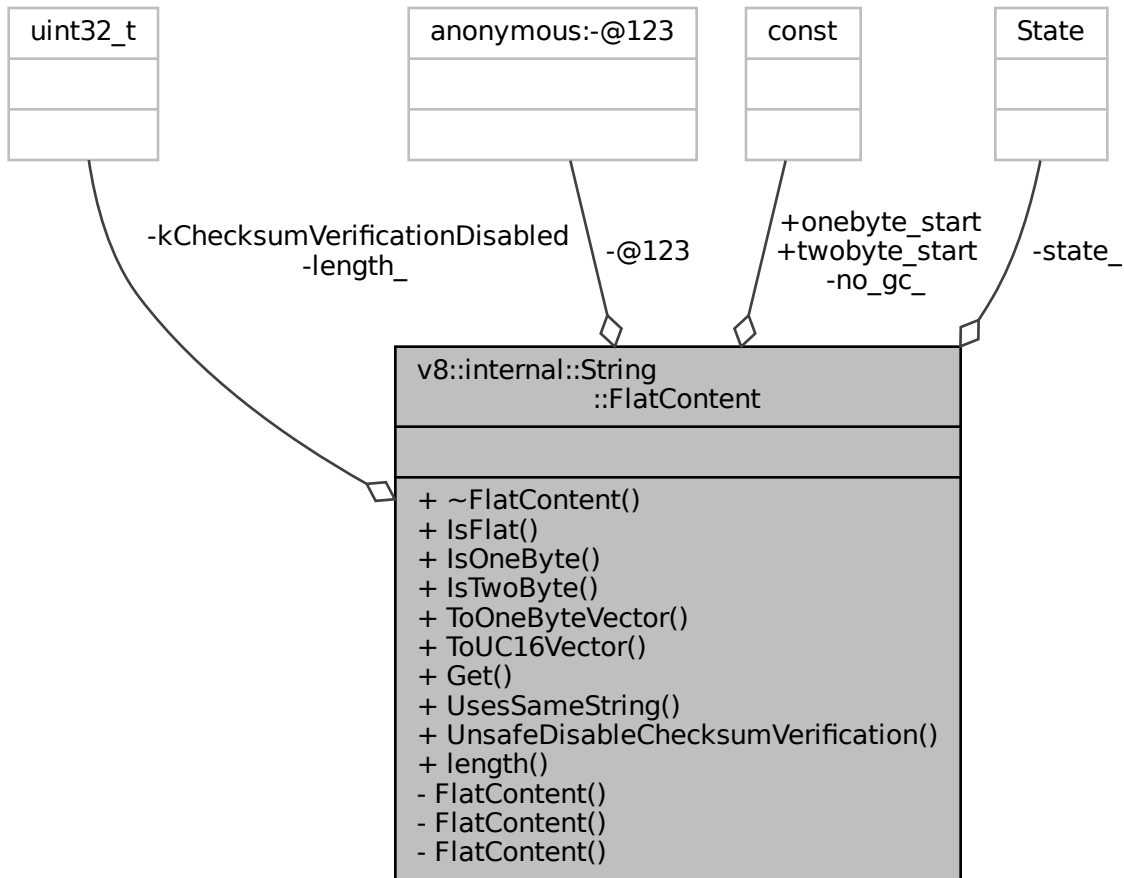 uint32_t
anonymous:-@123
const
State
-kChecksumVerificationDisabled
-length_
-@123
+onebyte_start
+twobyte_start
-no_gc_
-state_
v8::internal::String
::FlatContent
+ ~FlatContent()
+ IsFlat()
+ IsOneByte()
+ IsTwoByte()
+ ToOneByteVector()
+ ToUC16Vector()
+ Get()
+ UsesSameString()
+ UnsafeDisableChecksumVerification()
+ length()
- FlatContent()
- FlatContent()
- FlatContent()